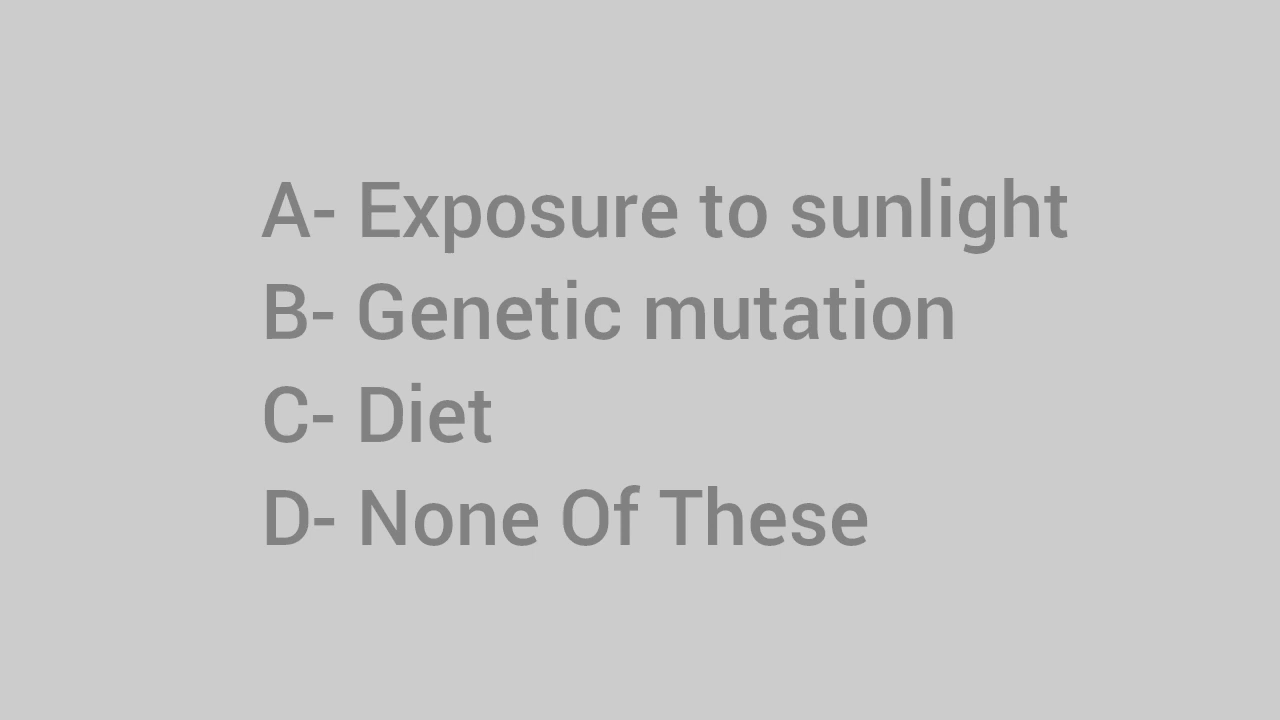 A- Exposure to sunlight
B- Genetic mutation
C- Diet
D- None Of These